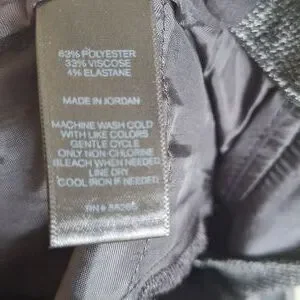 63% POLYESTER
33% VISCOSE
4% ELASTANE
MADE IN JORDAN
MACHINE WASH COLD
WITH LIKE COLORS
GENTLE CYCLE
ONLY NON-CHLORINE
BLEACH WHEN NEEDED
LINE DRY
COOL IRON IF NEEDED
RN #